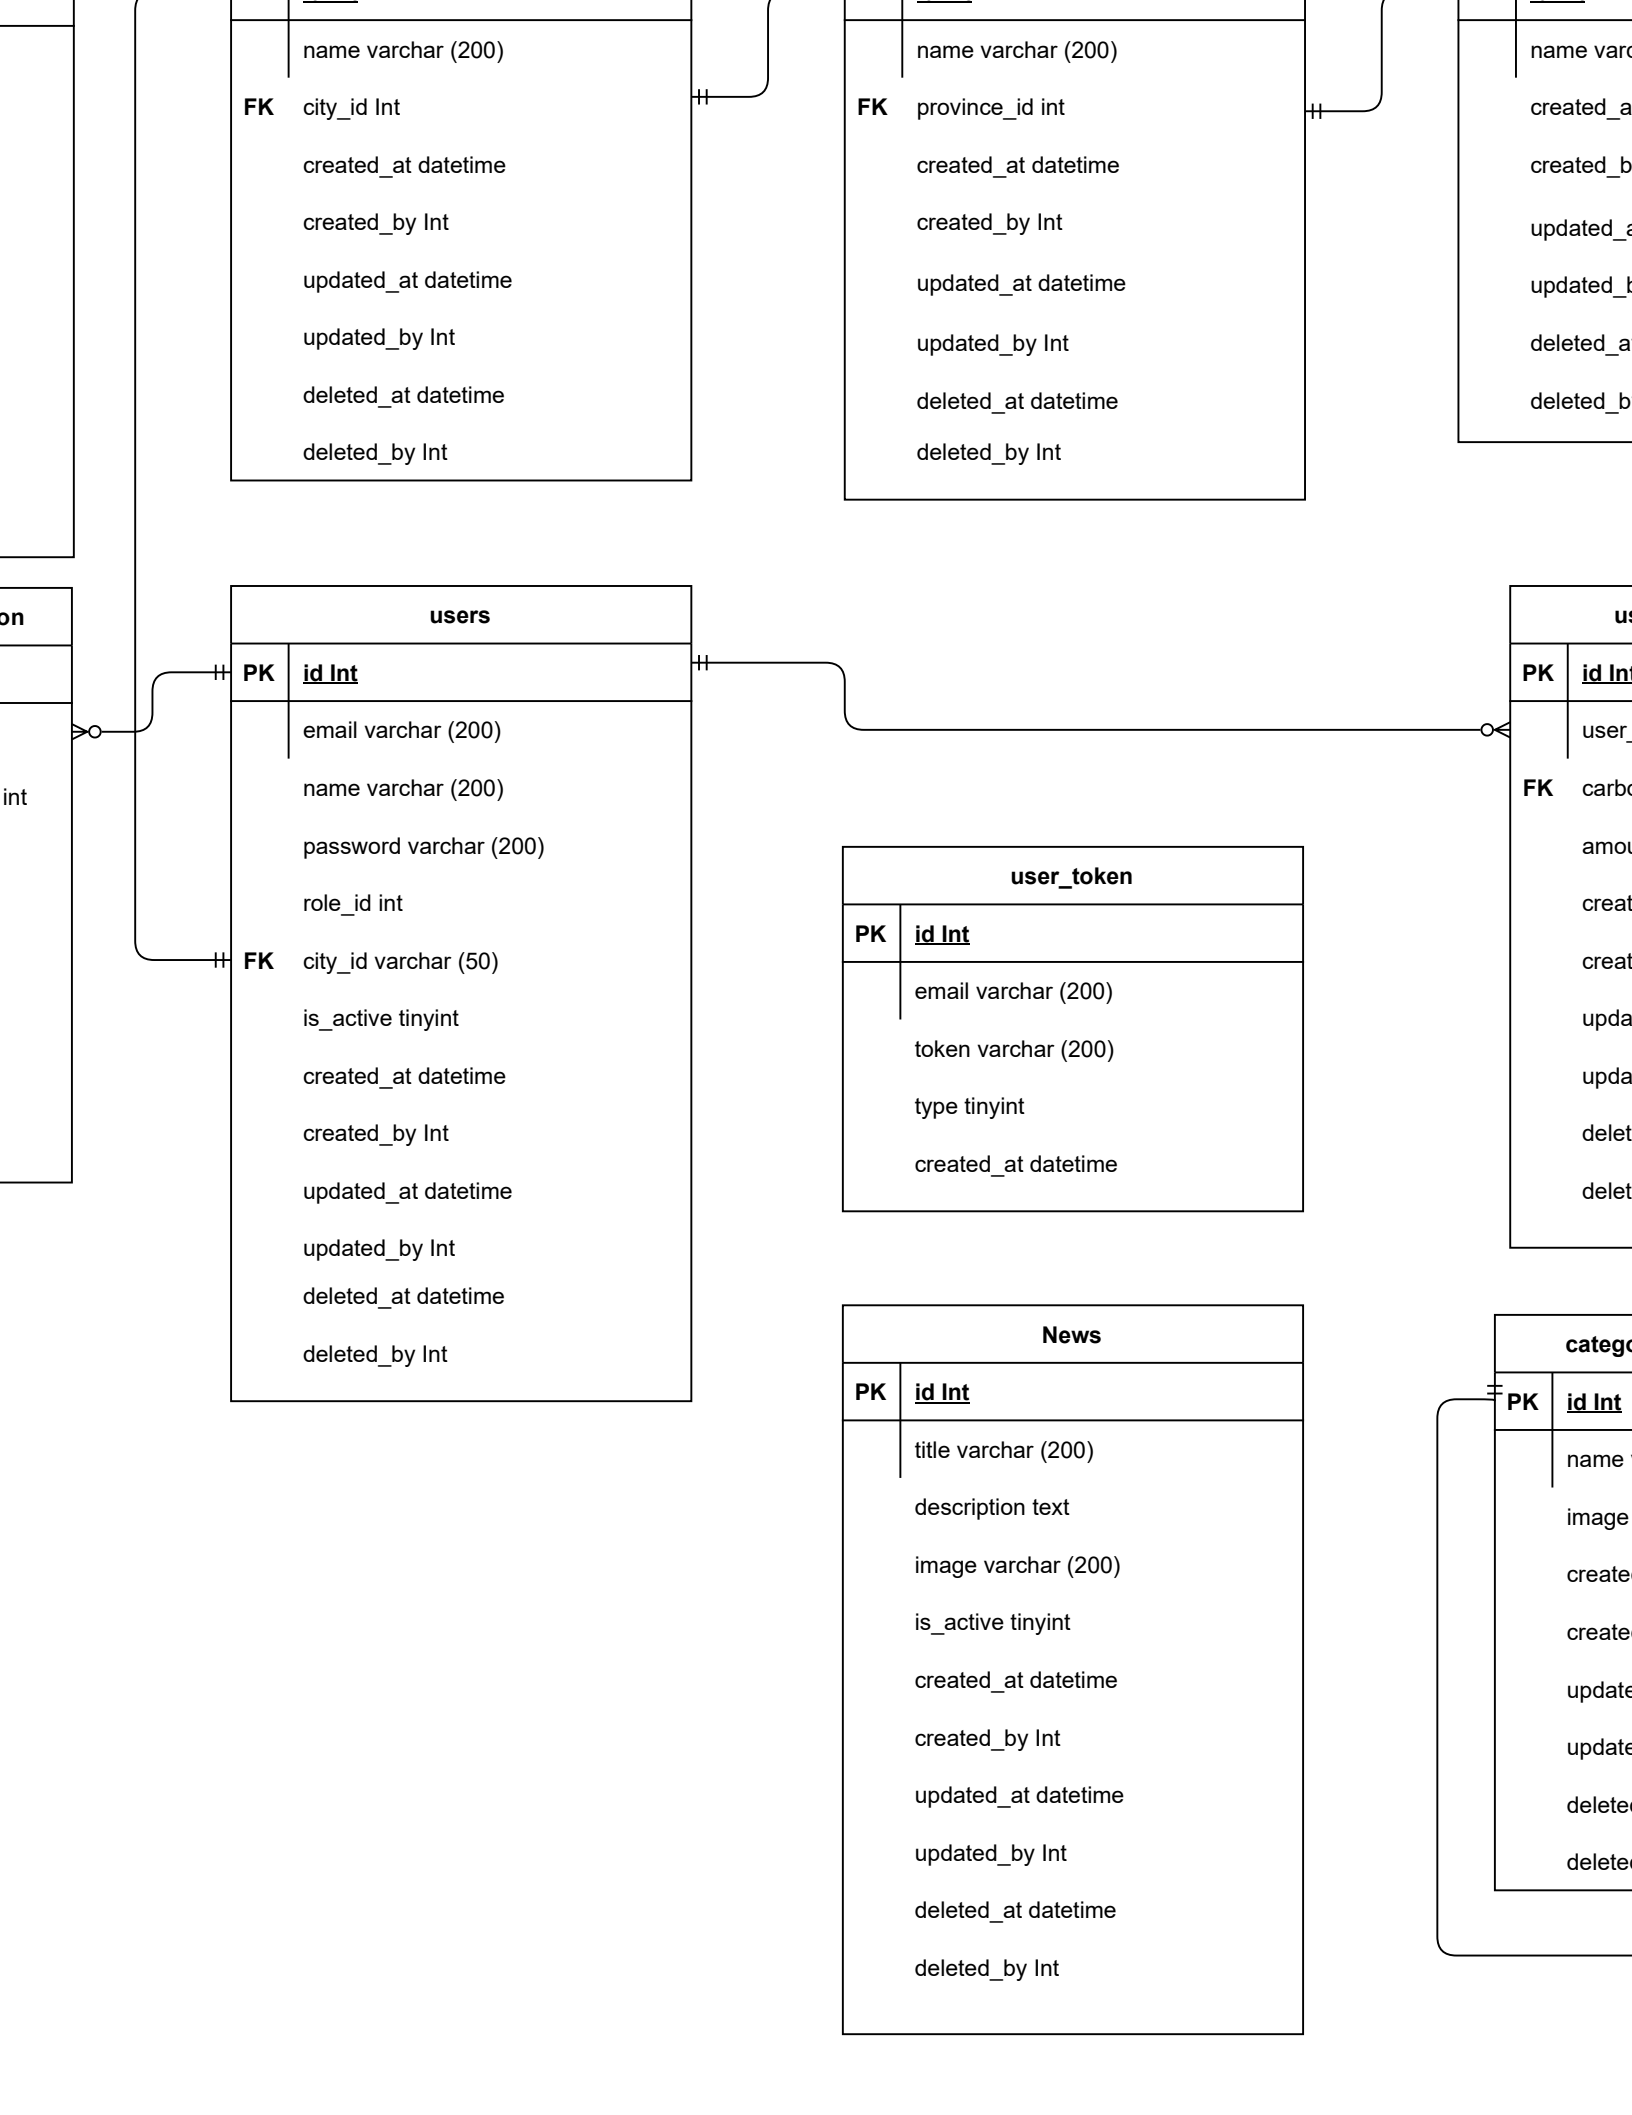 name varchar (200)
FK city_id Int
created_at datetime
created_by Int
updated_at datetime
updated_by Int
deleted_at datetime
deleted_by Int
name varchar (200)
FK province_id int
created_at datetime
created_by Int
updated_at datetime
updated_by Int
deleted_at datetime
deleted_by Int
name
int
users
PK id Int
email varchar (200)
name varchar (200)
password varchar (200)
role_id int
FK city_id varchar (50)
is_active tinyint
created_at datetime
created_by Int
updated_at datetime
updated_by Int
deleted_at datetime
deleted_by Int
user_token
PK id Int
email varchar (200)
token varchar (200)
type tinyint
created_at datetime
PK id Int
FK
News
PK id Int
title varchar (200)
description text
image varchar (200)
is_active tinyint
created_at datetime
created_by Int
updated_at datetime
updated_by Int
deleted_at datetime
deleted_by Int
PK id Int
name
image